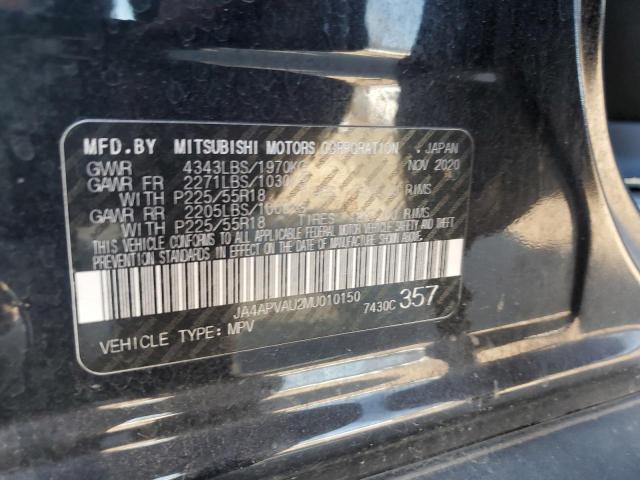 MFD.BY MITSUBISHI MOTORS CORPORATION, JAPAN
GVWR 4343LBS/1970KG NOV 2020
GAWR FR 2271LBS/1030
WITH P225/55R18 RIMS
GAWR RR 2205LBS/1000KG
WITH P225/55R18 TIRES RIMS
THIS VEHICLE CONFORMS TO ALL APPLICABLE FEDERAL MOTOR VEHICLE SAFETY AND
THEFT PREVENTION STANDARDS IN EFFECT ON THE DATE OF MANUFACTURE SHOWN ABOVE.
JA4APVAU2MU010150 7430C 357
VEHICLE TYPE: MPV